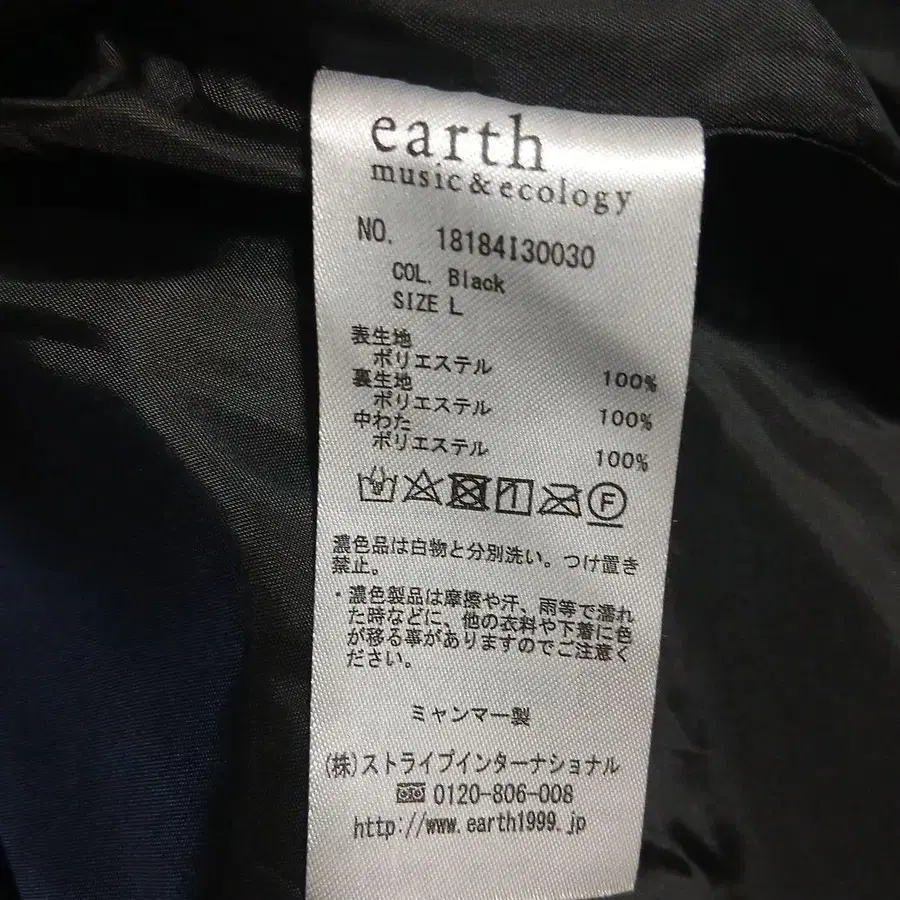 earth
music&ecology
NO. 18184I30030
COL. Black
SIZE L
表生地
ポリエステル 100%
裏生地
ポリエステル 100%
中わた
ポリエステル 100%
F
濃色品は白物と分別洗い。つけ置き
禁止。
・濃色製品は摩擦や汗、雨等で濡れ
た時などに、他の衣料や下着に色
が移る事がありますのでご注意く
ださい。
ミャンマー製
(株)ストライプインターナショナル
0120-806-008
http://www.earth1999.jp